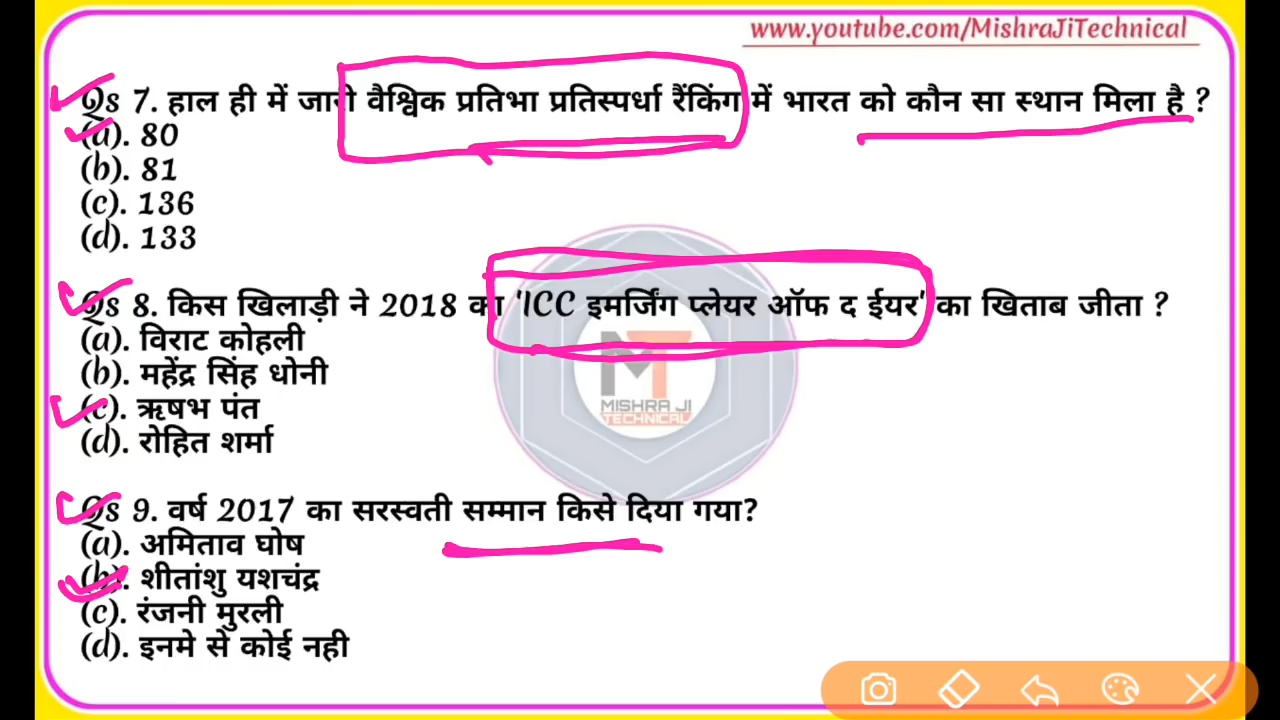 www.youtube.com/MishraJiTechnical
Qs 7. हाल ही में जारी वैश्विक प्रतिभा प्रतिस्पर्धा रैंकिंग में भारत को कौन सा स्थान मिला है ?
(a). 80
(b). 81
(c). 136
(d). 133
Qs 8. किस खिलाड़ी ने 2018 का 'ICC इमर्जिंग प्लेयर ऑफ द ईयर' का खिताब जीता ?
(a). विराट कोहली
(b). महेंद्र सिंह धोनी
(c). ऋषभ पंत
(d). रोहित शर्मा
MT
MISHRA JI
TECHNICAL
Qs 9. वर्ष 2017 का सरस्वती सम्मान किसे दिया गया?
(a). अमिताव घोष
(b). शीतांशु यशचंद्र
(c). रंजनी मुरली
(d). इनमे से कोई नही